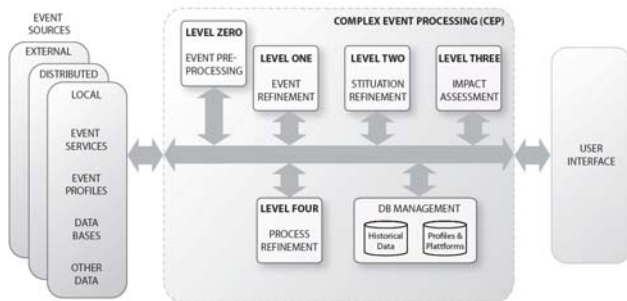 EVENT
SOURCES
EXTERNAL
DISTRIBUTED
LOCAL
EVENT
SERVICES
EVENT
PROFILES
DATA
BASES
OTHER
DATA
COMPLEX EVENT PROCESSING (CEP)
LEVEL ZERO
EVENT PRE-
PROCESSING
LEVEL ONE
EVENT
REFINEMENT
LEVEL TWO
STITUATION
REFINEMENT
LEVEL THREE
IMPACT
ASSESSMENT
LEVEL FOUR
PROCESS
REFINEMENT
DB MANAGEMENT
Historical
Data
Profiles &
Plattforms
USER
INTERFACE